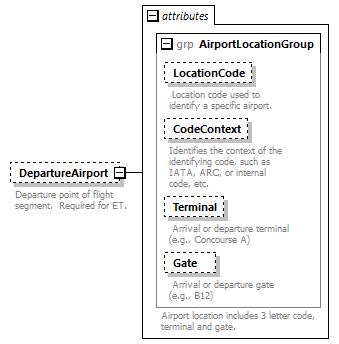 attributes
grp AirportLocationGroup
LocationCode
Location code used to
identify a specific airport.
CodeContext
Identifies the context of the
identifying code, such as
IATA, ARC, or internal
code, etc.
DepartureAirport
Departure point of flight
segment. Required for ET.
Terminal
Arrival or departure terminal
(e.g., Concourse A)
Gate
Arrival or departure gate
(e.g., B12)
Airport location includes 3 letter code,
terminal and gate.